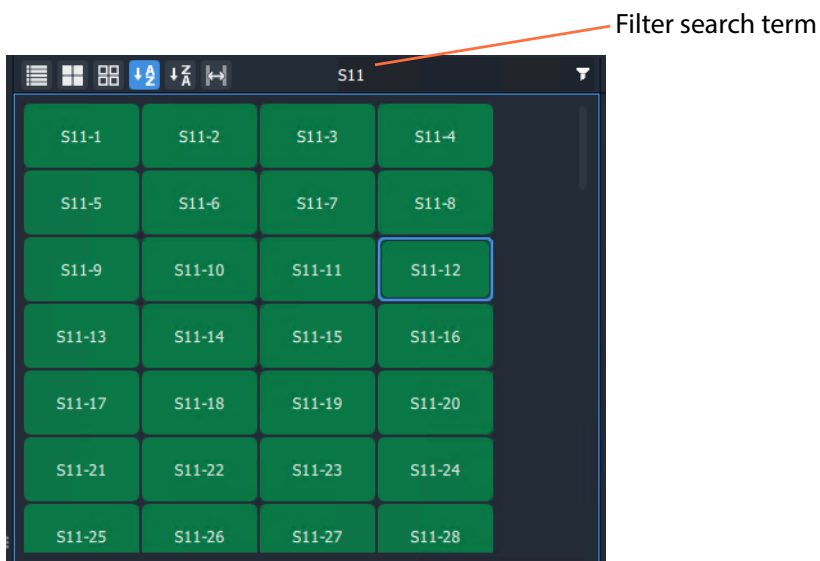 Filter search term
S11
S11-1 S11-2 S11-3 S11-4
S11-5 S11-6 S11-7 S11-8
S11-9 S11-10 S11-11 S11-12
S11-13 S11-14 S11-15 S11-16
S11-17 S11-18 S11-19 S11-20
S11-21 S11-22 S11-23 S11-24
S11-25 S11-26 S11-27 S11-28